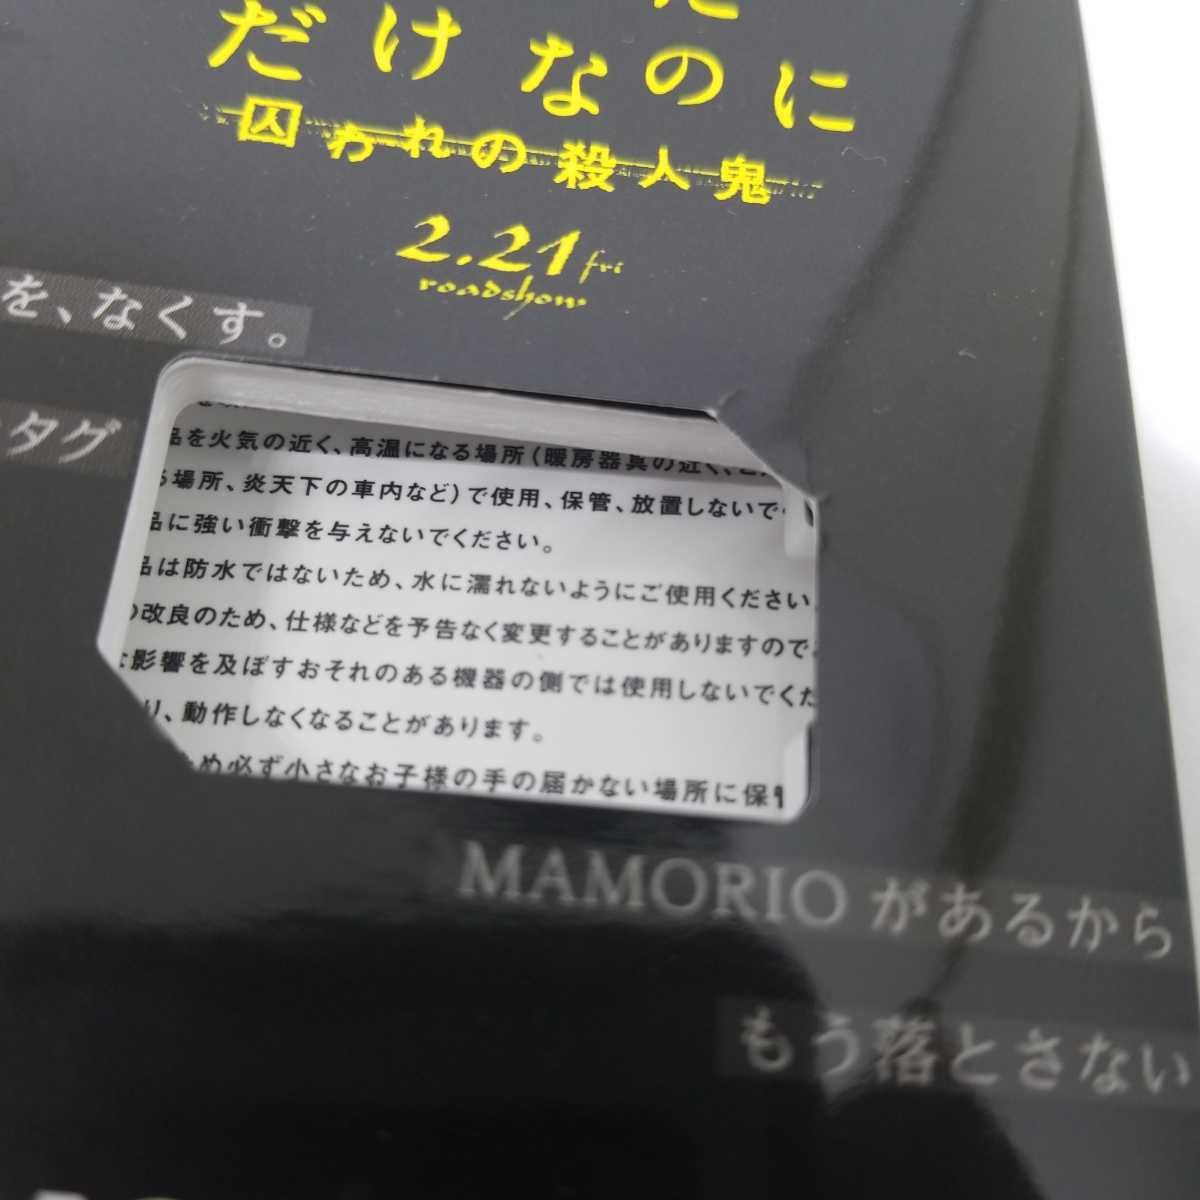 だけなのに
囚われの殺人鬼
2.21 fri
roadshow
を、なくす。
タグ
品を火気の近く、高温になる場所(暖房器具の近く、
る場所、炎天下の車内など)で使用、保管、放置しないで
品に強い衝撃を与えないでください。
品は防水ではないため、水に濡れないようにご使用ください
の改良のため、仕様などを予告なく変更することがありますので
な影響を及ぼすおそれのある機器の側では使用しないでくだ
り、動作しなくなることがあります。
ため必ず小さなお子様の手の届かない場所に保管
MAMORIO があるから
もう落とさない